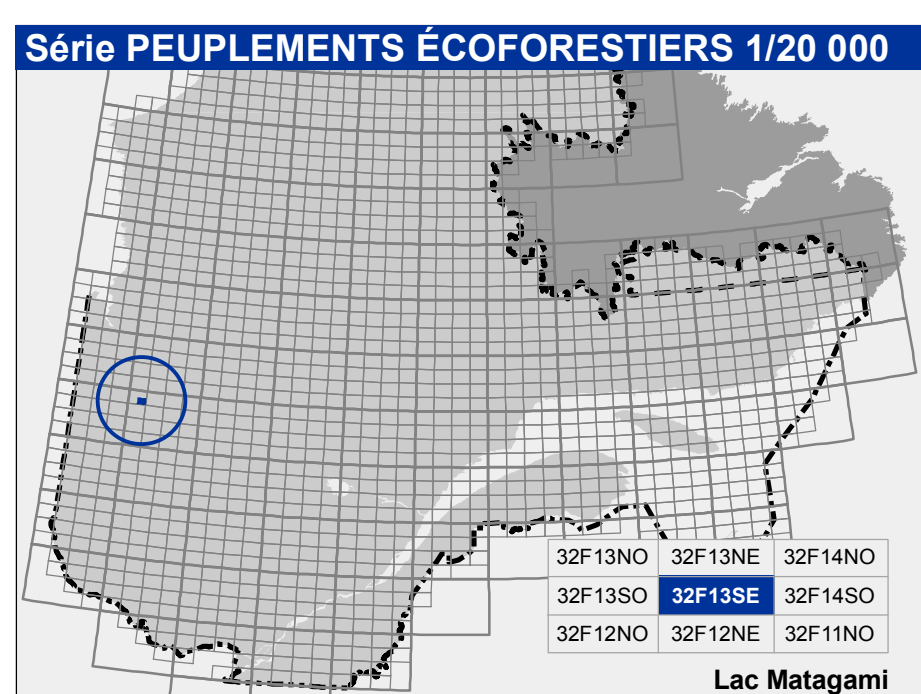 Série PEUPLEMENTS ÉCOFORESTIERS 1/20 000
32F13NO 32F13NE 32F14NO
32F13SO 32F13SE 32F14SO
32F12NO 32F12NE 32F11NO
Lac Matagami